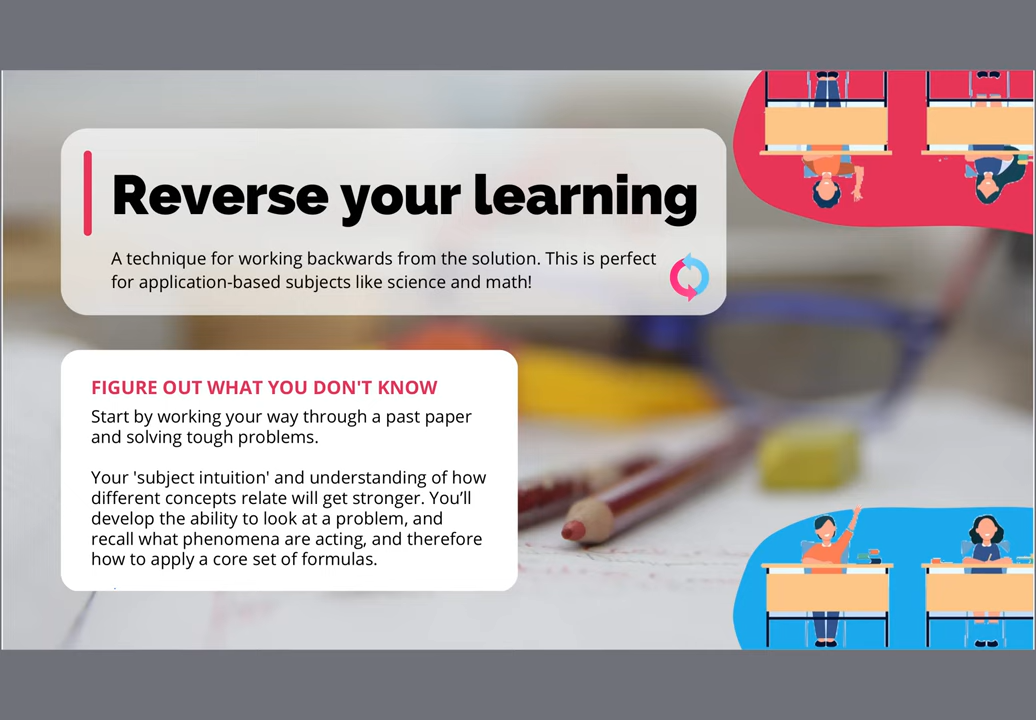 Reverse your learning
A technique for working backwards from the solution. This is perfect
for application-based subjects like science and math!
FIGURE OUT WHAT YOU DON'T KNOW
Start by working your way through a past paper
and solving tough problems.
Your 'subject intuition' and understanding of how
different concepts relate will get stronger. You’ll
develop the ability to look at a problem, and
recall what phenomena are acting, and therefore
how to apply a core set of formulas.